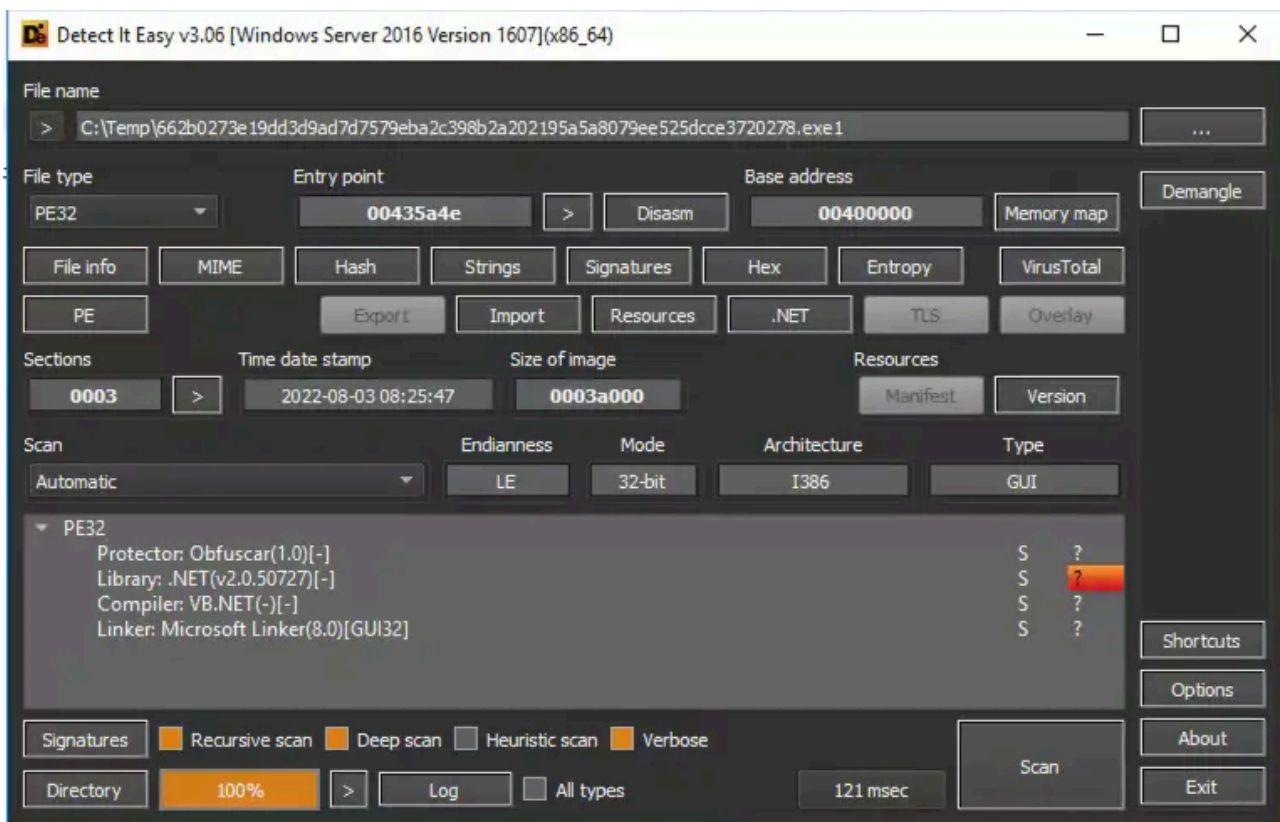 Detect It Easy v3.06 [Windows Server 2016 Version 1607](x86_64)
File name
> C:\Temp\662b0273e19dd3d9ad7d7579eba2c398b2a202195a5a8079ee525dcce3720278.exe1 ...
File type Entry point Base address
PE32 00435a4e > Disasm 00400000 Memory map Demangle
File info MIME Hash Strings Signatures Hex Entropy VirusTotal
PE Export Import Resources .NET TLS Overlay
Sections Time date stamp Size of image Resources
0003 > 2022-08-03 08:25:47 0003a000 Manifest Version
Scan Endianness Mode Architecture Type
Automatic LE 32-bit I386 GUI
PE32
Protector: Obfuscar(1.0)[-] S ?
Library: .NET(v2.0.50727)[-] S ?
Compiler: VB.NET(-)[-] S ?
Linker: Microsoft Linker(8.0)[GUI32] S ?
Shortcuts
Options
Signatures Recursive scan Deep scan Heuristic scan Verbose Scan About
Directory 100% > Log All types 121 msec Exit